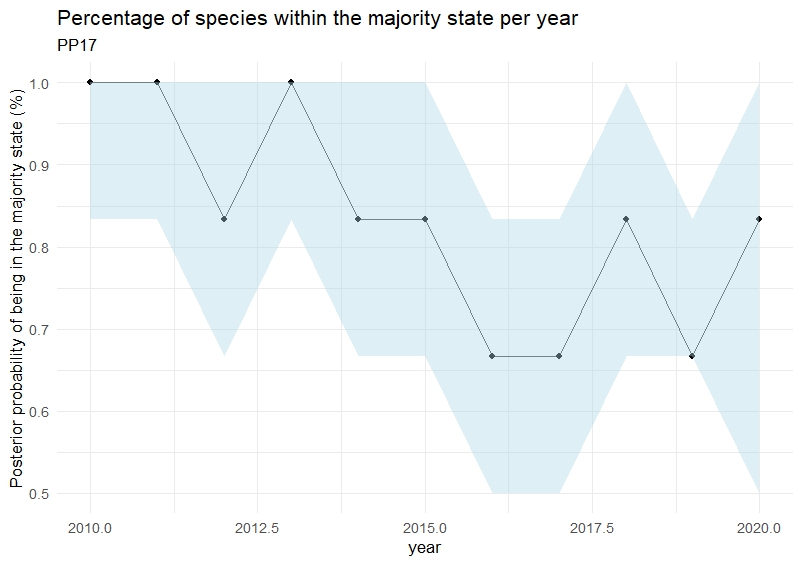 Percentage of species within the majority state per year
PP17
Posterior probability of being in the majority state (%)
1.0
0.9
0.8
0.7
0.6
0.5
2010.0 2012.5 2015.0 2017.5 2020.0
year